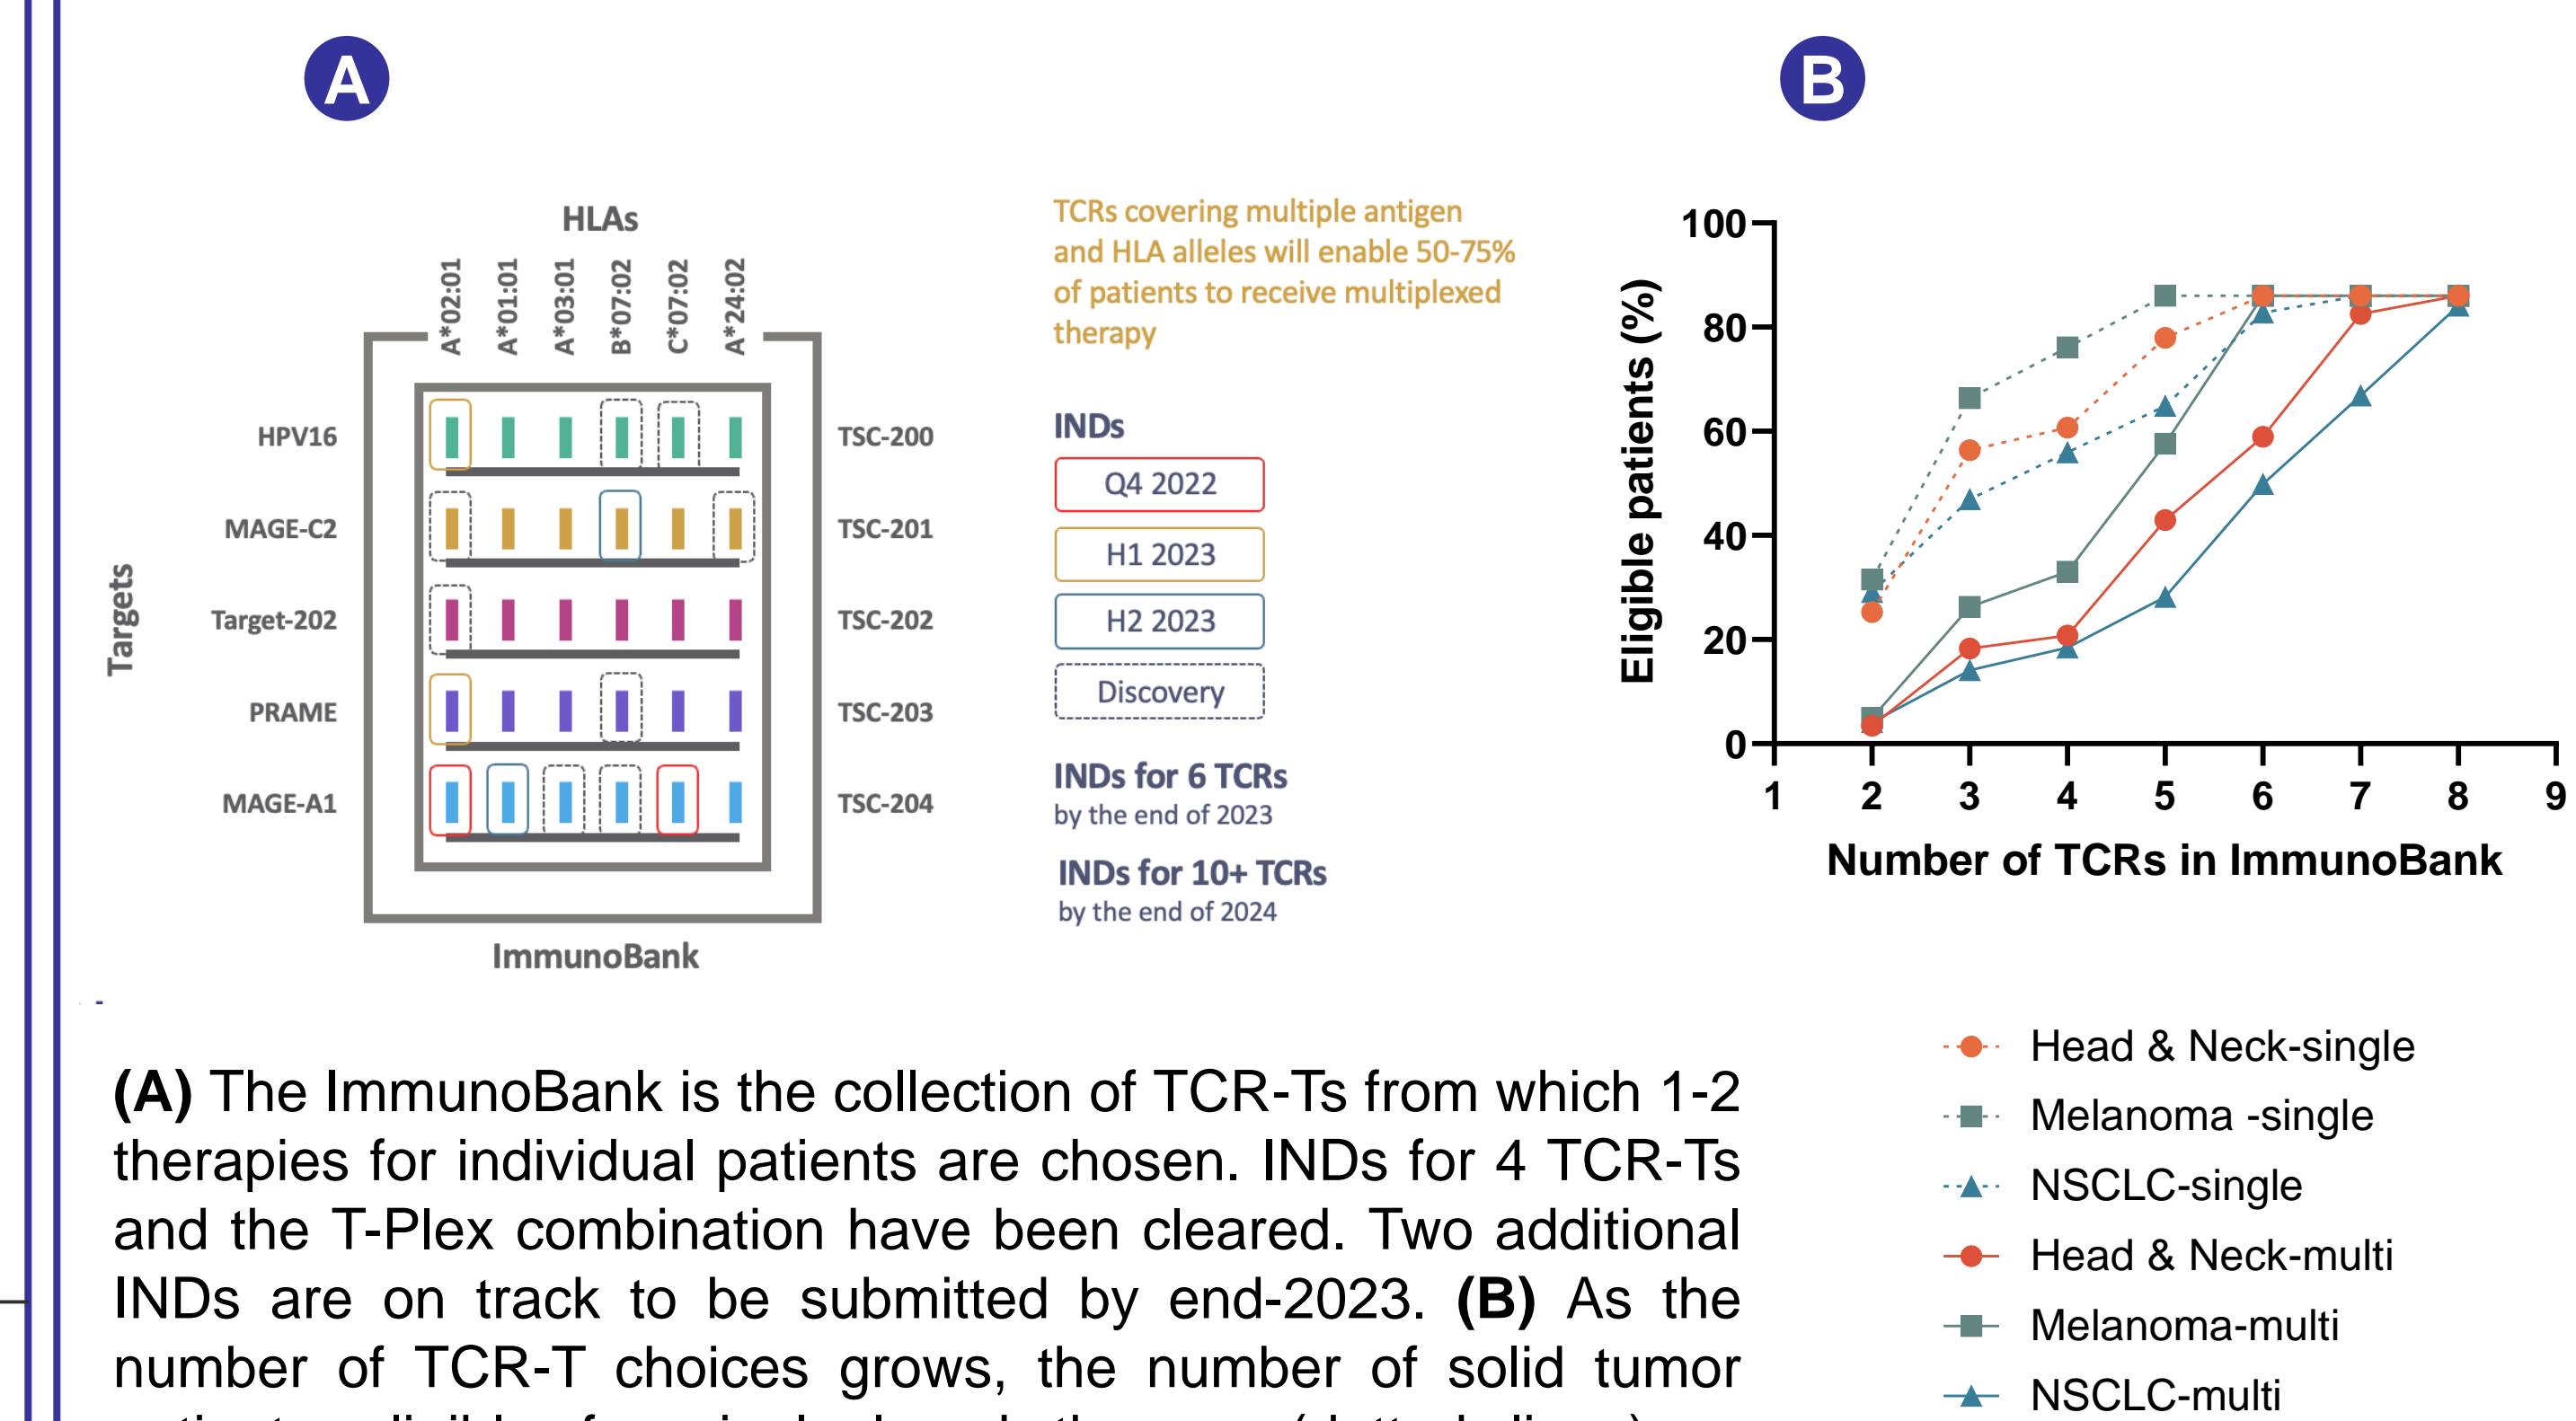 A
B
HLAs
A*02:01
A*01:01
A*03:01
B*07:02
C*07:02
A*24:02
Targets
HPV16
TSC-200
MAGE-C2
TSC-201
Target-202
TSC-202
PRAME
TSC-203
MAGE-A1
TSC-204
ImmunoBank
TCRs covering multiple antigen
and HLA alleles will enable 50-75%
of patients to receive multiplexed
therapy
INDs
Q4 2022
H1 2023
H2 2023
Discovery
INDs for 6 TCRs
by the end of 2023
INDs for 10+ TCRs
by the end of 2024
Eligible patients (%)
100
80
60
40
20
0
1 2 3 4 5 6 7 8 9
Number of TCRs in ImmunoBank
Head & Neck-single
Melanoma -single
NSCLC-single
Head & Neck-multi
Melanoma-multi
NSCLC-multi
(A) The ImmunoBank is the collection of TCR-Ts from which 1-2
therapies for individual patients are chosen. INDs for 4 TCR-Ts
and the T-Plex combination have been cleared. Two additional
INDs are on track to be submitted by end-2023. (B) As the
number of TCR-T choices grows, the number of solid tumor